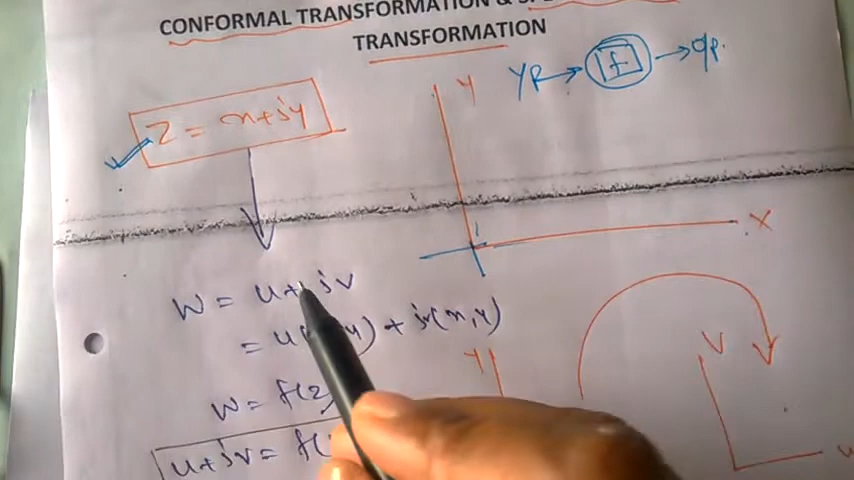 CONFORMAL TRANSFORMATION &
TRANSFORMATION
Z = x+jy
Y
I/P → f → o/p
X
W = u+jv
= u( y) + jv(x,y)
W = f(z
u+jv = f(
Y
V
u